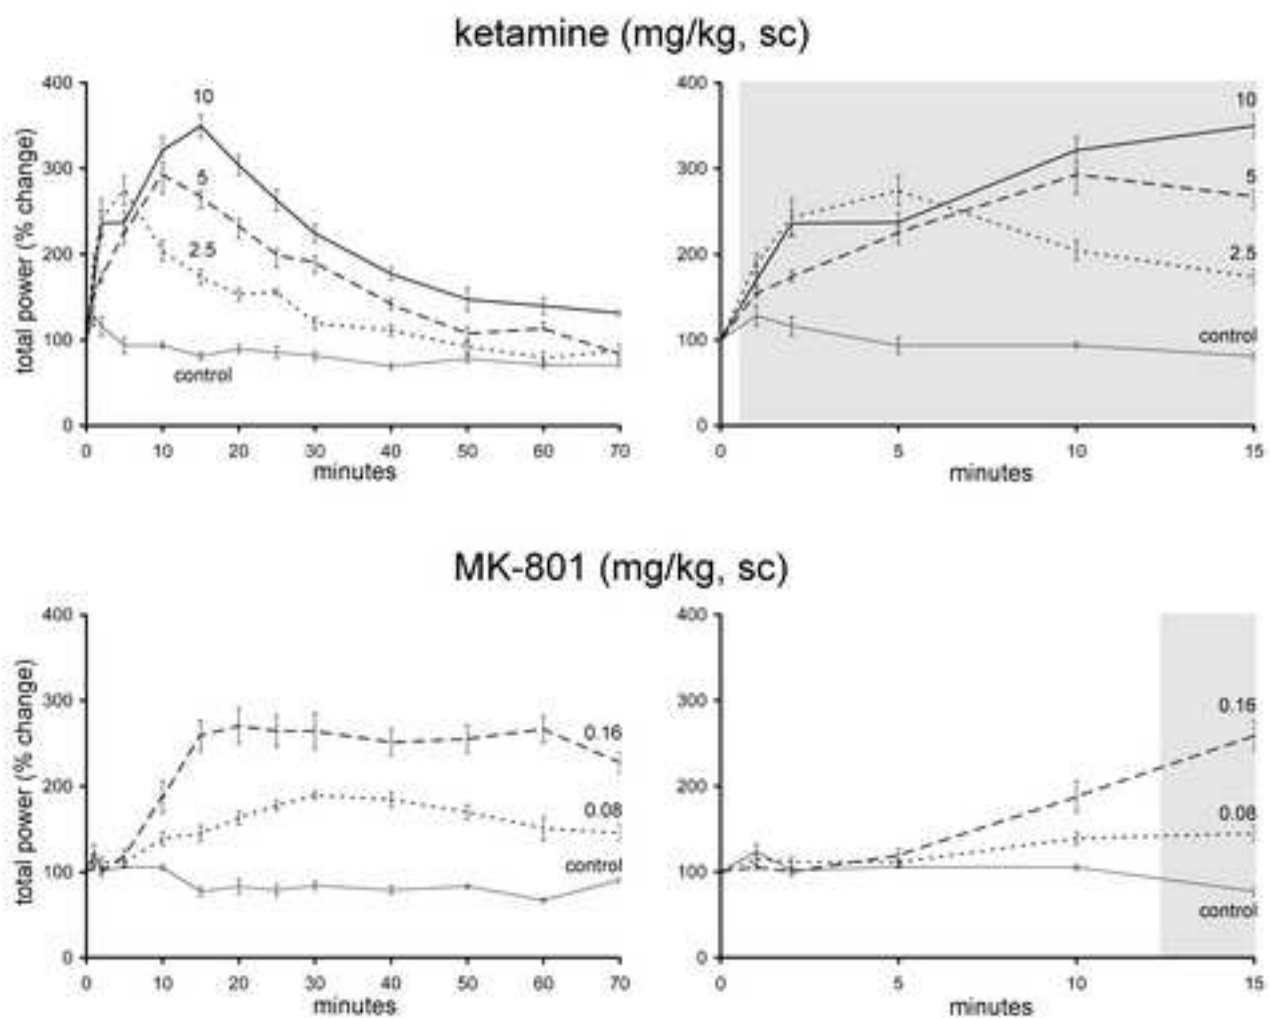 ketamine (mg/kg, sc)
total power (% change)
400
300
200
100
0
10
5
2.5
control
0 10 20 30 40 50 60 70
minutes
400
300
200
100
0
10
5
2.5
control
0 5 10 15
minutes
MK-801 (mg/kg, sc)
total power (% change)
400
300
200
100
0
0.16
0.08
control
0 10 20 30 40 50 60 70
minutes
400
300
200
100
0
0.16
0.08
control
0 5 10 15
minutes